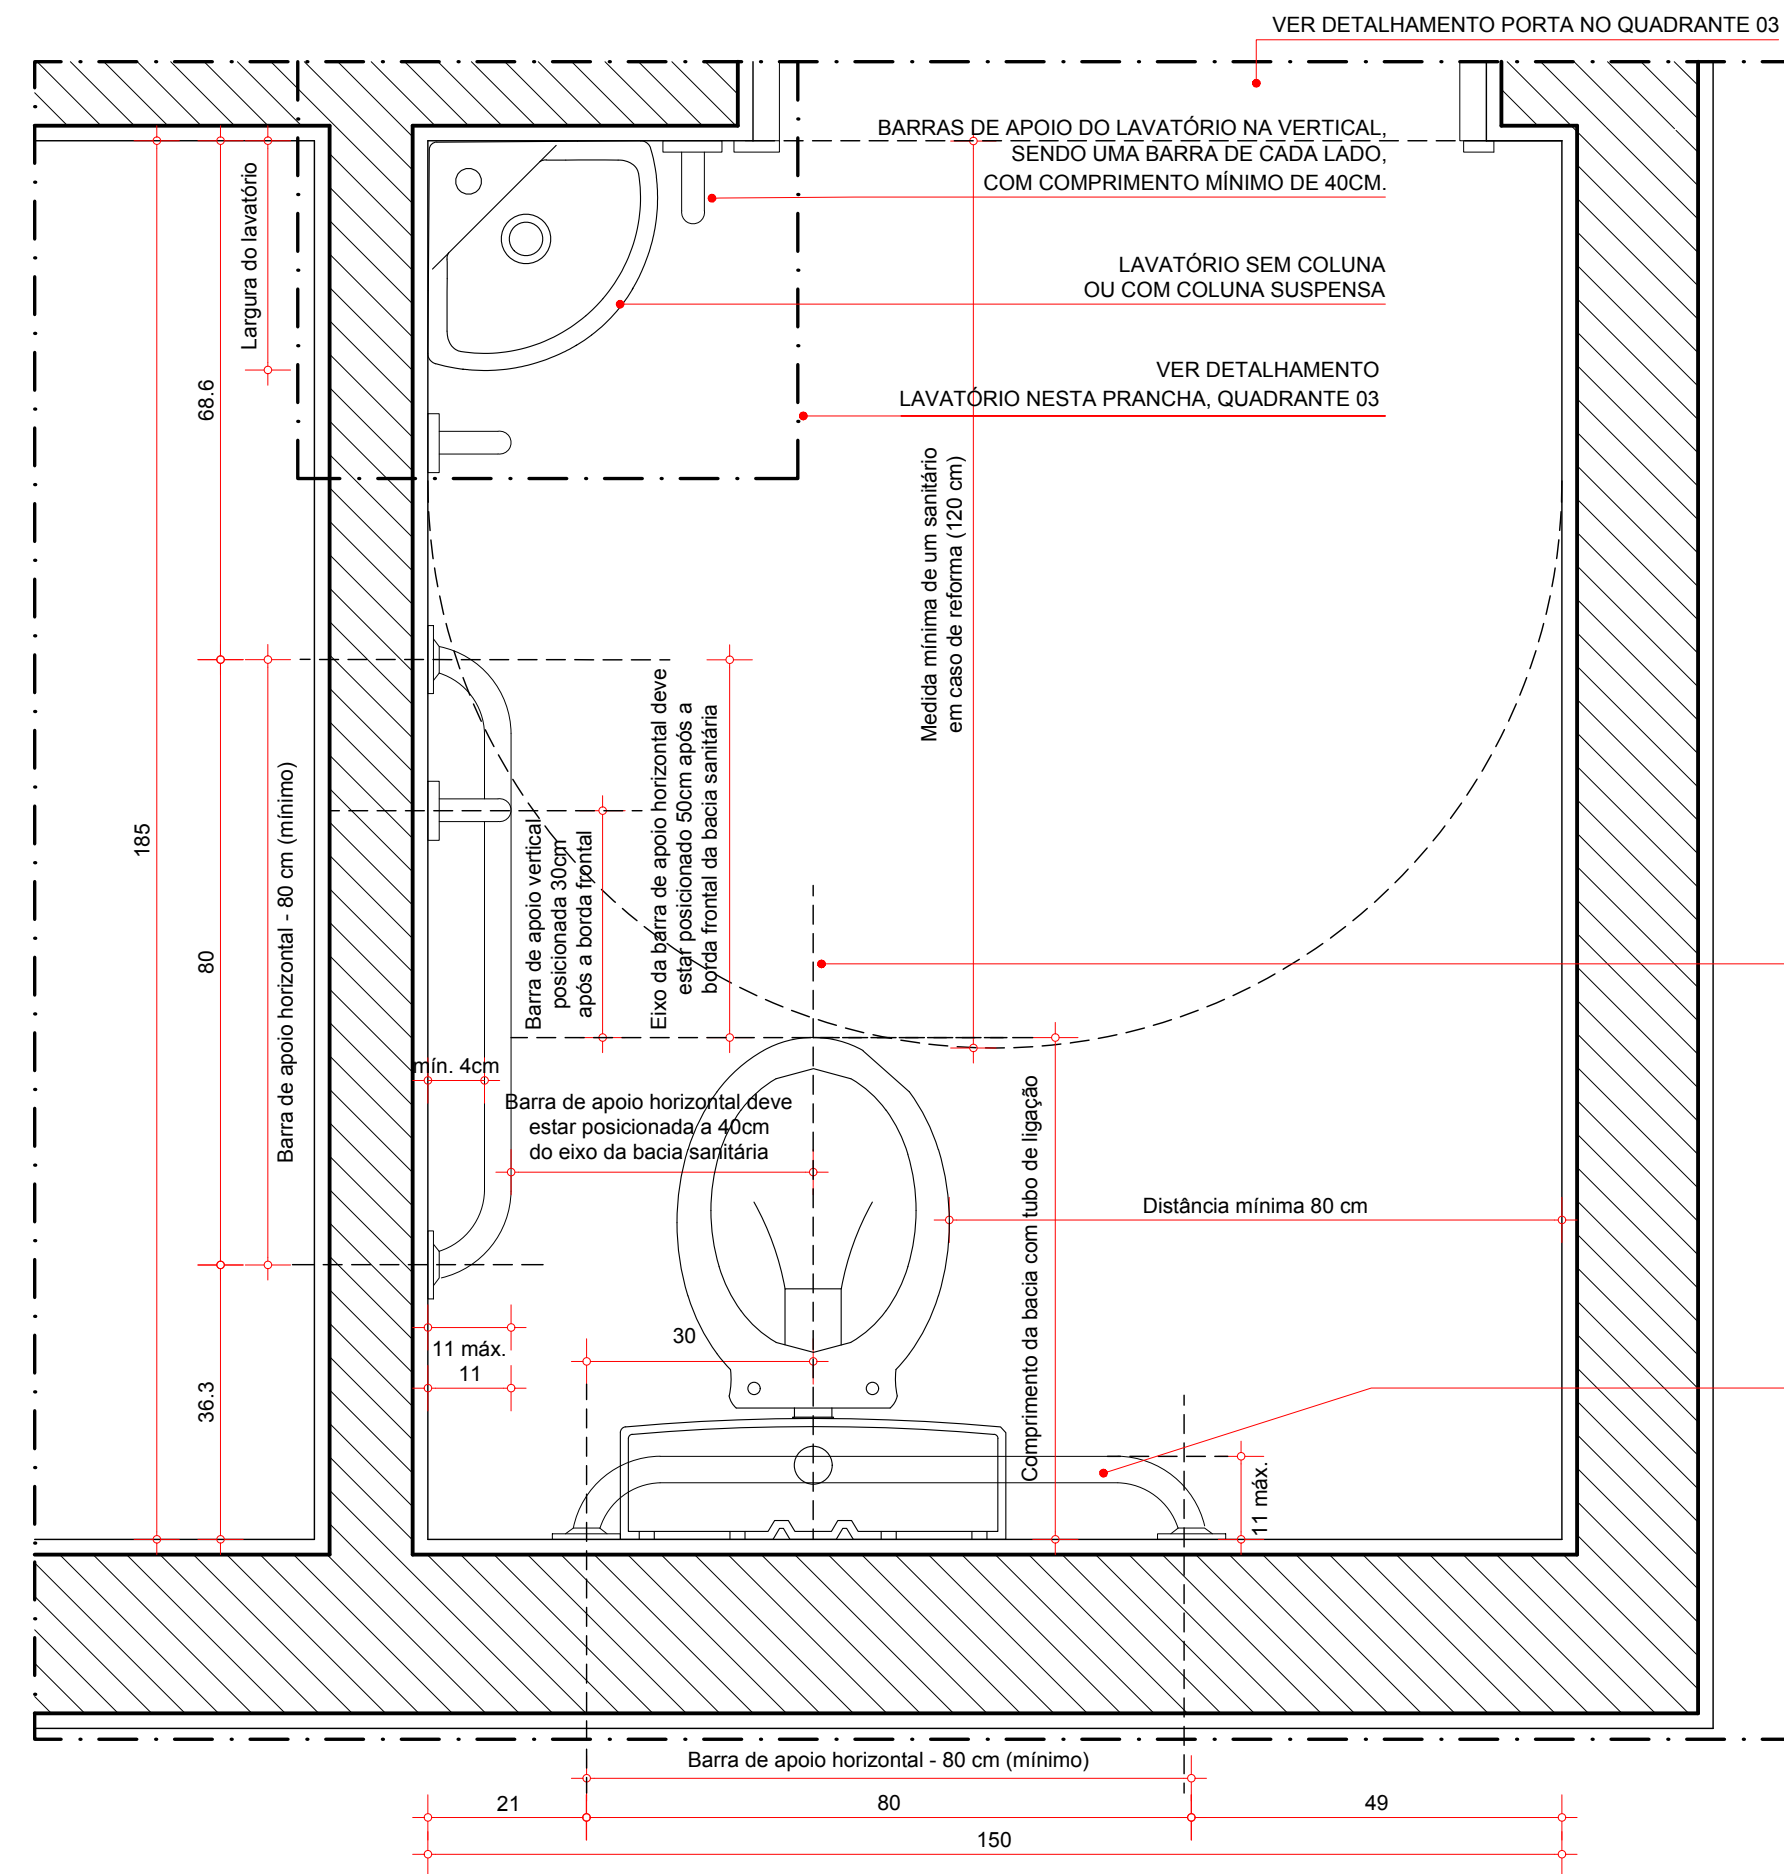 VER DETALHAMENTO PORTA NO QUADRANTE 03
BARRAS DE APOIO DO LAVATÓRIO NA VERTICAL,
SENDO UMA BARRA DE CADA LADO,
COM COMPRIMENTO MÍNIMO DE 40CM.
LAVATÓRIO SEM COLUNA
OU COM COLUNA SUSPENSA
VER DETALHAMENTO
LAVATÓRIO NESTA PRANCHA, QUADRANTE 03
Largura do lavatório
68.6
185
80
36.3
Barra de apoio horizontal - 80 cm (mínimo)
Medida mínima de um sanitário
em caso de reforma (120 cm)
Barra de apoio vertical
posicionada 30cm
após a borda frontal
Eixo da barra de apoio horizontal deve
estar posicionado 50cm após a
borda frontal da bacia sanitária
mín. 4cm
Barra de apoio horizontal deve
estar posicionada a 40cm
do eixo da bacia sanitária
Comprimento da bacia com tubo de ligação
Distância mínima 80 cm
30
11 máx.
11
11 máx.
Barra de apoio horizontal - 80 cm (mínimo)
21
80
49
150